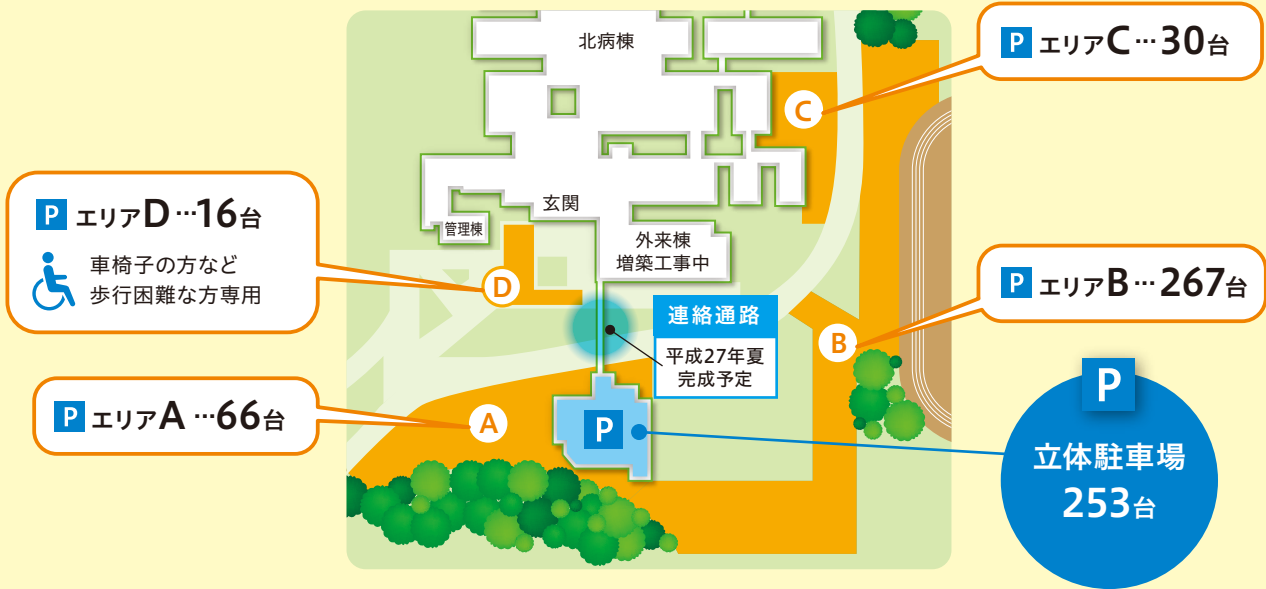 北病棟
P エリアC…30台
C
P エリアD…16台
車椅子の方など
歩行困難な方専用
玄関
管理棟
外来棟
増築工事中
D
P エリアB…267台
連絡通路
平成27年夏
完成予定
B
P エリアA…66台
A
P
P
立体駐車場
253台